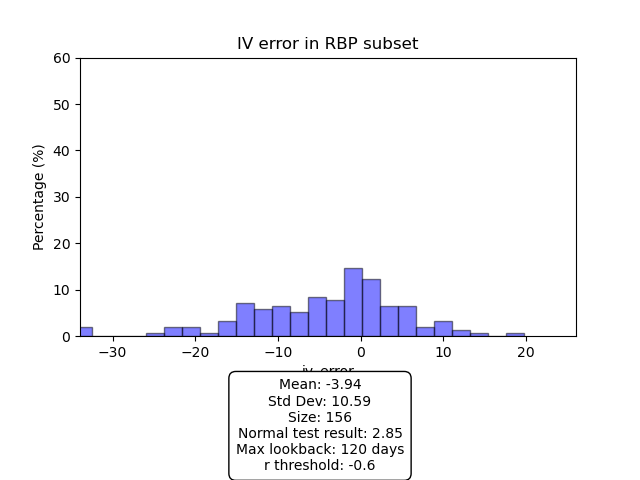 IV error in RBP subset
60
50
40
30
20
10
0
Percentage (%)
−30 −20 −10 0 10 20
iv_error
Mean: -3.94
Std Dev: 10.59
Size: 156
Normal test result: 2.85
Max lookback: 120 days
r threshold: -0.6